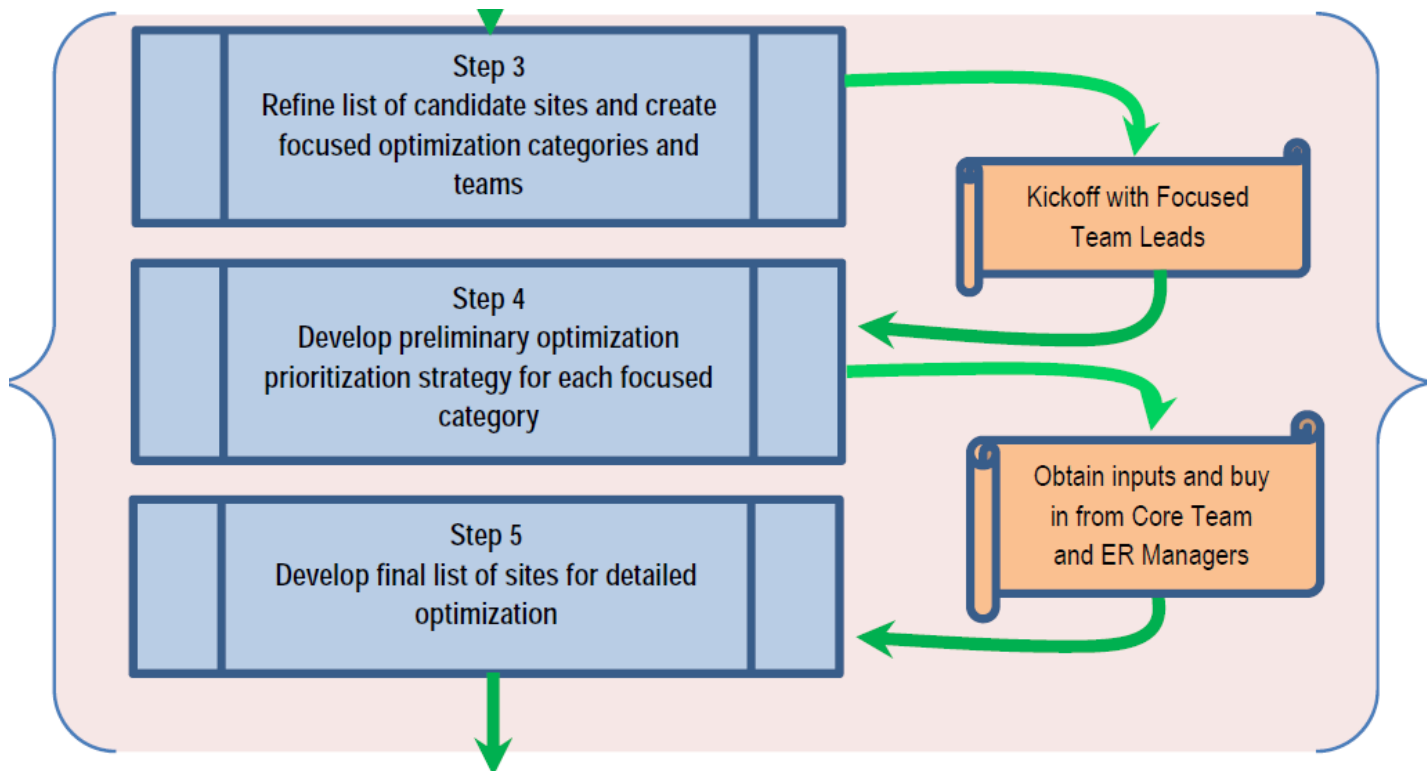 Step 3
Refine list of candidate sites and create
focused optimization categories and
teams
Kickoff with Focused
Team Leads
Step 4
Develop preliminary optimization
prioritization strategy for each focused
category
Obtain inputs and buy
in from Core Team
and ER Managers
Step 5
Develop final list of sites for detailed
optimization